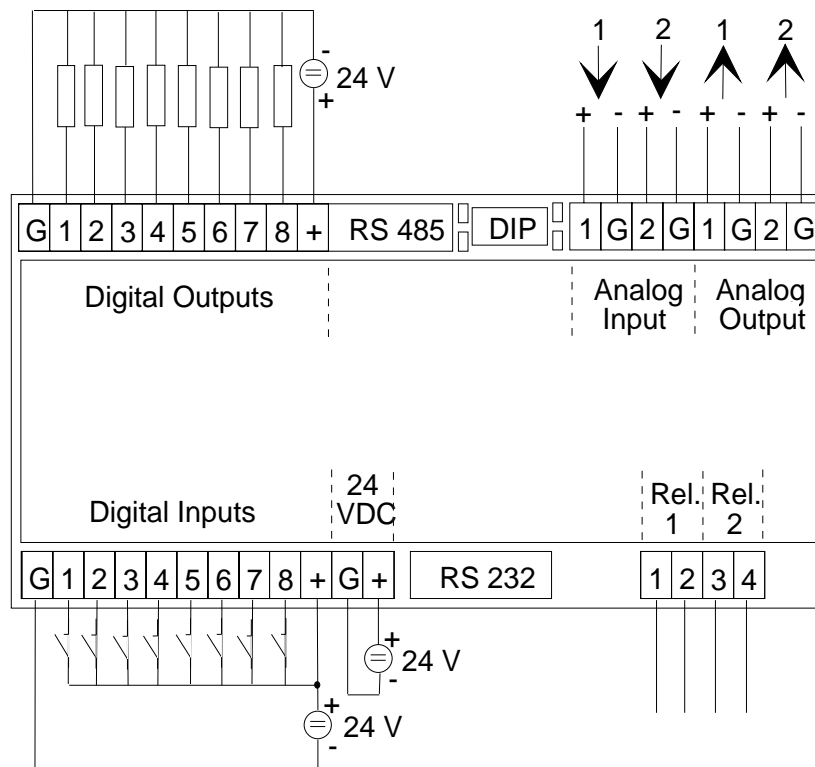 1 2 1 2
-
24 V
+
+ - + - + - + -
G 1 2 3 4 5 6 7 8 + RS 485 DIP 1 G 2 G 1 G 2 G
Digital Outputs
Analog Input
Analog Output
24 VDC
Rel. 1
Rel. 2
Digital Inputs
G 1 2 3 4 5 6 7 8 + G + RS 232 1 2 3 4
+
24 V
-
+
24 V
-